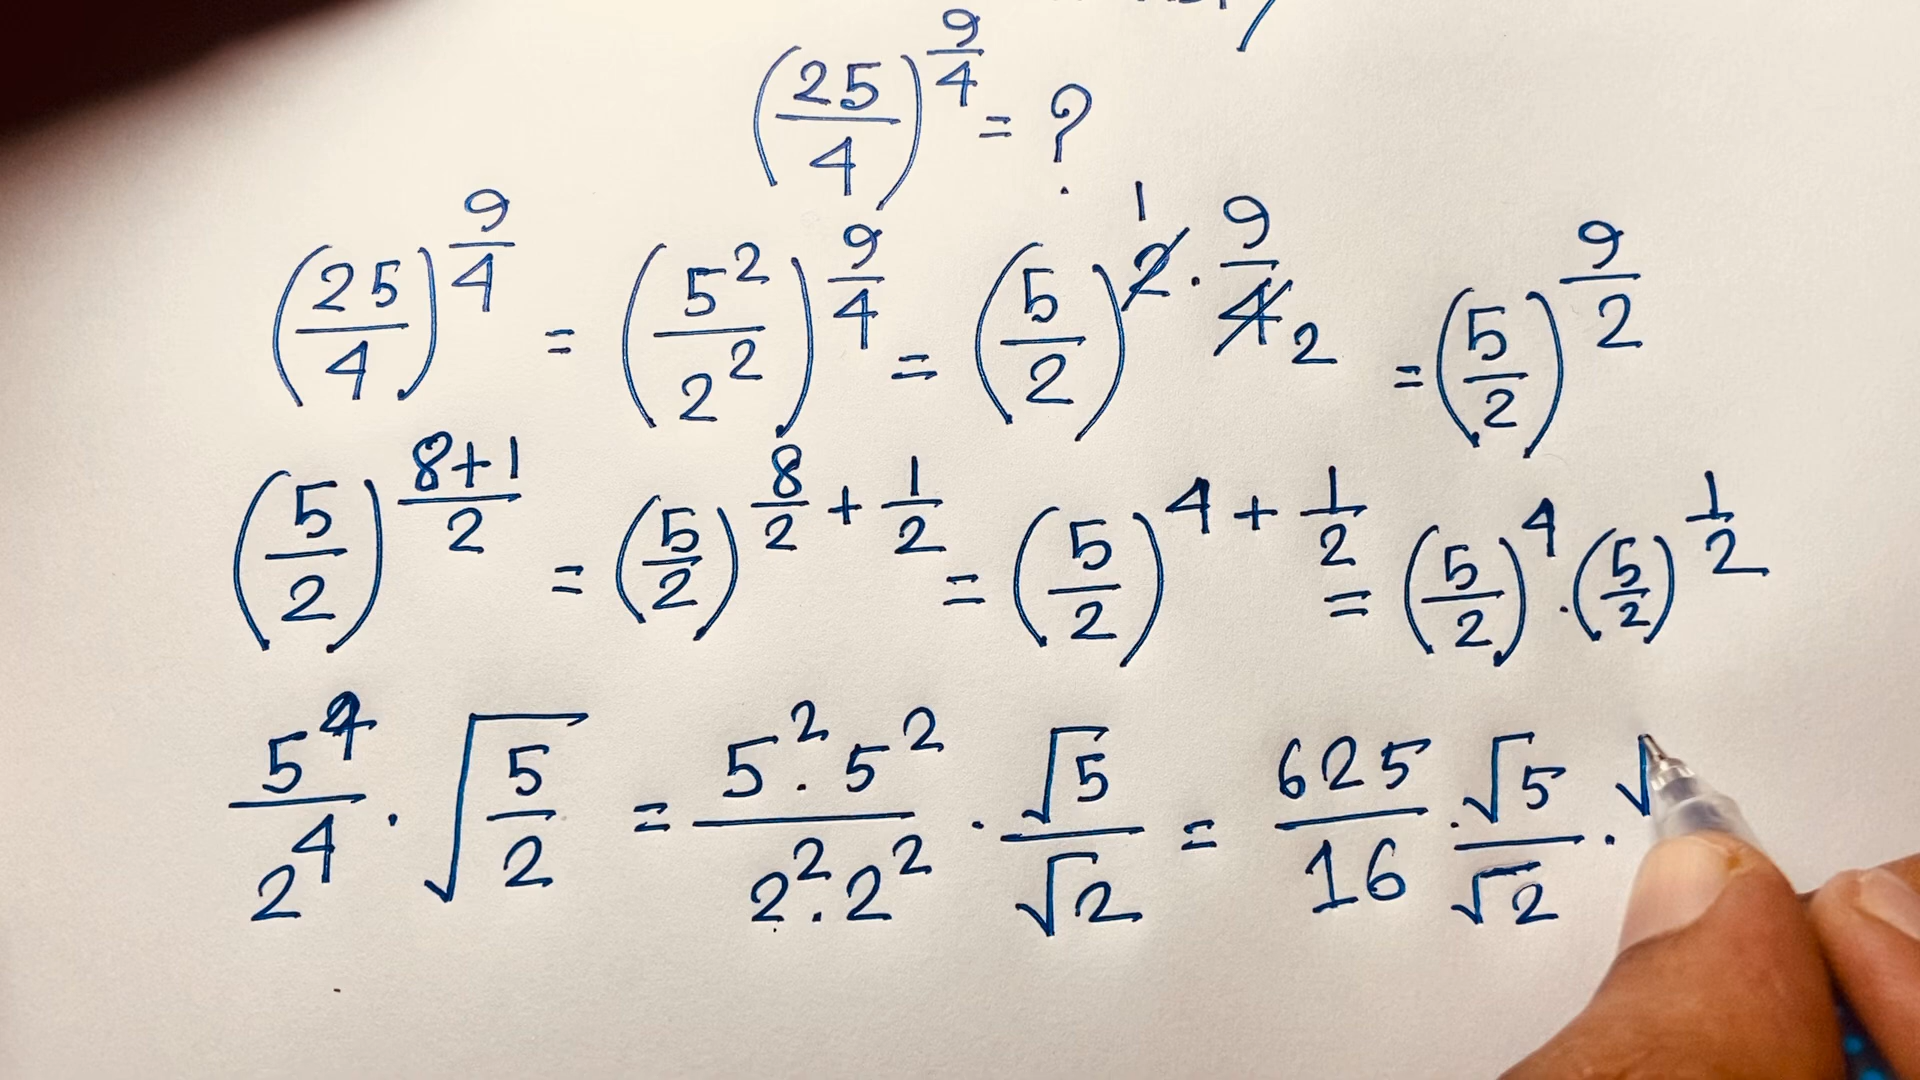 (25/4)^(9/4) = ?
(25/4)^(9/4) = (5²/2²)^(9/4) = (5/2)^(2̸ ¹ · 9/4̸ ₂) = (5/2)^(9/2)
(5/2)^((8+1)/2) = (5/2)^(8/2 + 1/2) = (5/2)^(4 + 1/2) = (5/2)^4 · (5/2)^(1/2)
5^4/2^4 · √(5/2) = (5² . 5²)/(2² . 2²) · √5/√2 = 625/16 · √5/√2 · √